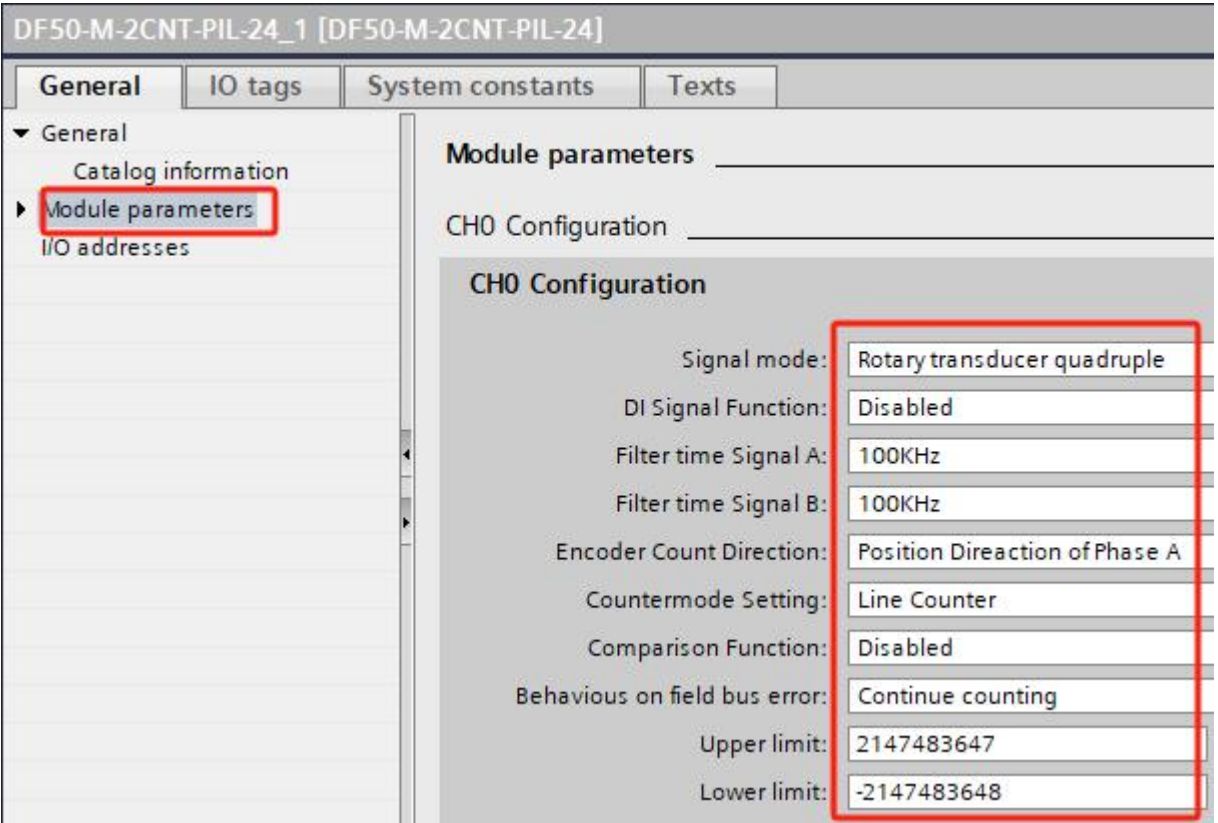 DF50-M-2CNT-PIL-24_1 [DF50-M-2CNT-PIL-24]
General IO tags System constants Texts
General
Catalog information
Module parameters
I/O addresses
Module parameters
CH0 Configuration
CH0 Configuration
Signal mode: Rotary transducer quadruple
DI Signal Function: Disabled
Filter time Signal A: 100KHz
Filter time Signal B: 100KHz
Encoder Count Direction: Position Direaction of Phase A
Countermode Setting: Line Counter
Comparison Function: Disabled
Behavious on field bus error: Continue counting
Upper limit: 2147483647
Lower limit: -2147483648